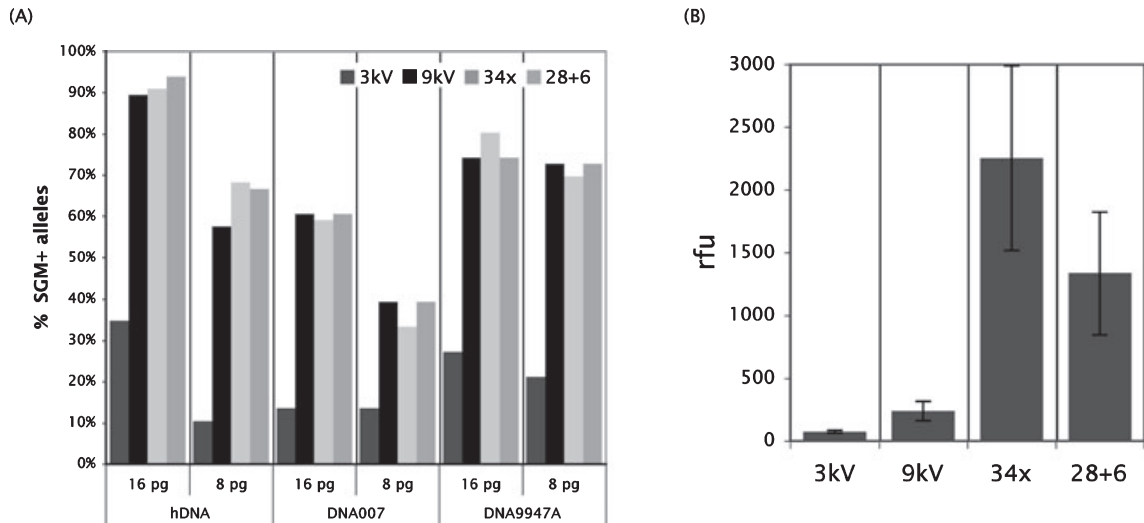 (A)
100%
90%
80%
70%
60%
50%
40%
30%
20%
10%
0%
% SGM+ alleles
3kV 9kV 34x 28+6
16 pg 8 pg 16 pg 8 pg 16 pg 8 pg
hDNA DNA007 DNA9947A
(B)
3000
2500
2000
1500
1000
500
0
rfu
3kV 9kV 34x 28+6